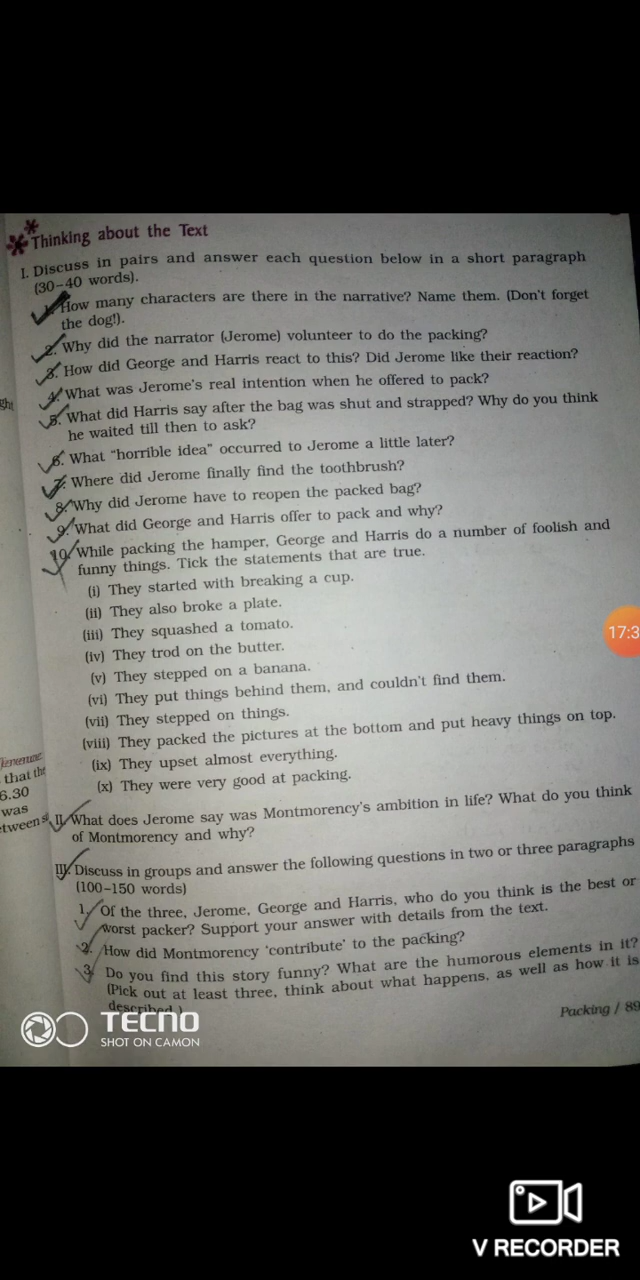 Thinking about the Text
I. Discuss in pairs and answer each question below in a short paragraph
(30–40 words).
1. How many characters are there in the narrative? Name them. (Don't forget
the dog!).
2. Why did the narrator (Jerome) volunteer to do the packing?
3. How did George and Harris react to this? Did Jerome like their reaction?
4. What was Jerome's real intention when he offered to pack?
5. What did Harris say after the bag was shut and strapped? Why do you think
he waited till then to ask?
6. What "horrible idea" occurred to Jerome a little later?
7. Where did Jerome finally find the toothbrush?
8. Why did Jerome have to reopen the packed bag?
9. What did George and Harris offer to pack and why?
10. While packing the hamper, George and Harris do a number of foolish and
funny things. Tick the statements that are true.
(i) They started with breaking a cup.
(ii) They also broke a plate.
(iii) They squashed a tomato.
(iv) They trod on the butter.
(v) They stepped on a banana.
(vi) They put things behind them, and couldn't find them.
(vii) They stepped on things.
(viii) They packed the pictures at the bottom and put heavy things on top.
(ix) They upset almost everything.
(x) They were very good at packing.
II. What does Jerome say was Montmorency's ambition in life? What do you think
of Montmorency and why?
III. Discuss in groups and answer the following questions in two or three paragraphs
(100–150 words)
1. Of the three, Jerome, George and Harris, who do you think is the best or
worst packer? Support your answer with details from the text.
2. How did Montmorency 'contribute' to the packing?
3. Do you find this story funny? What are the humorous elements in it?
(Pick out at least three, think about what happens, as well as how it is
described.)
Packing / 89
ght
that the
6.30
was
tween
17:3
TECNO
SHOT ON CAMON
V RECORDER